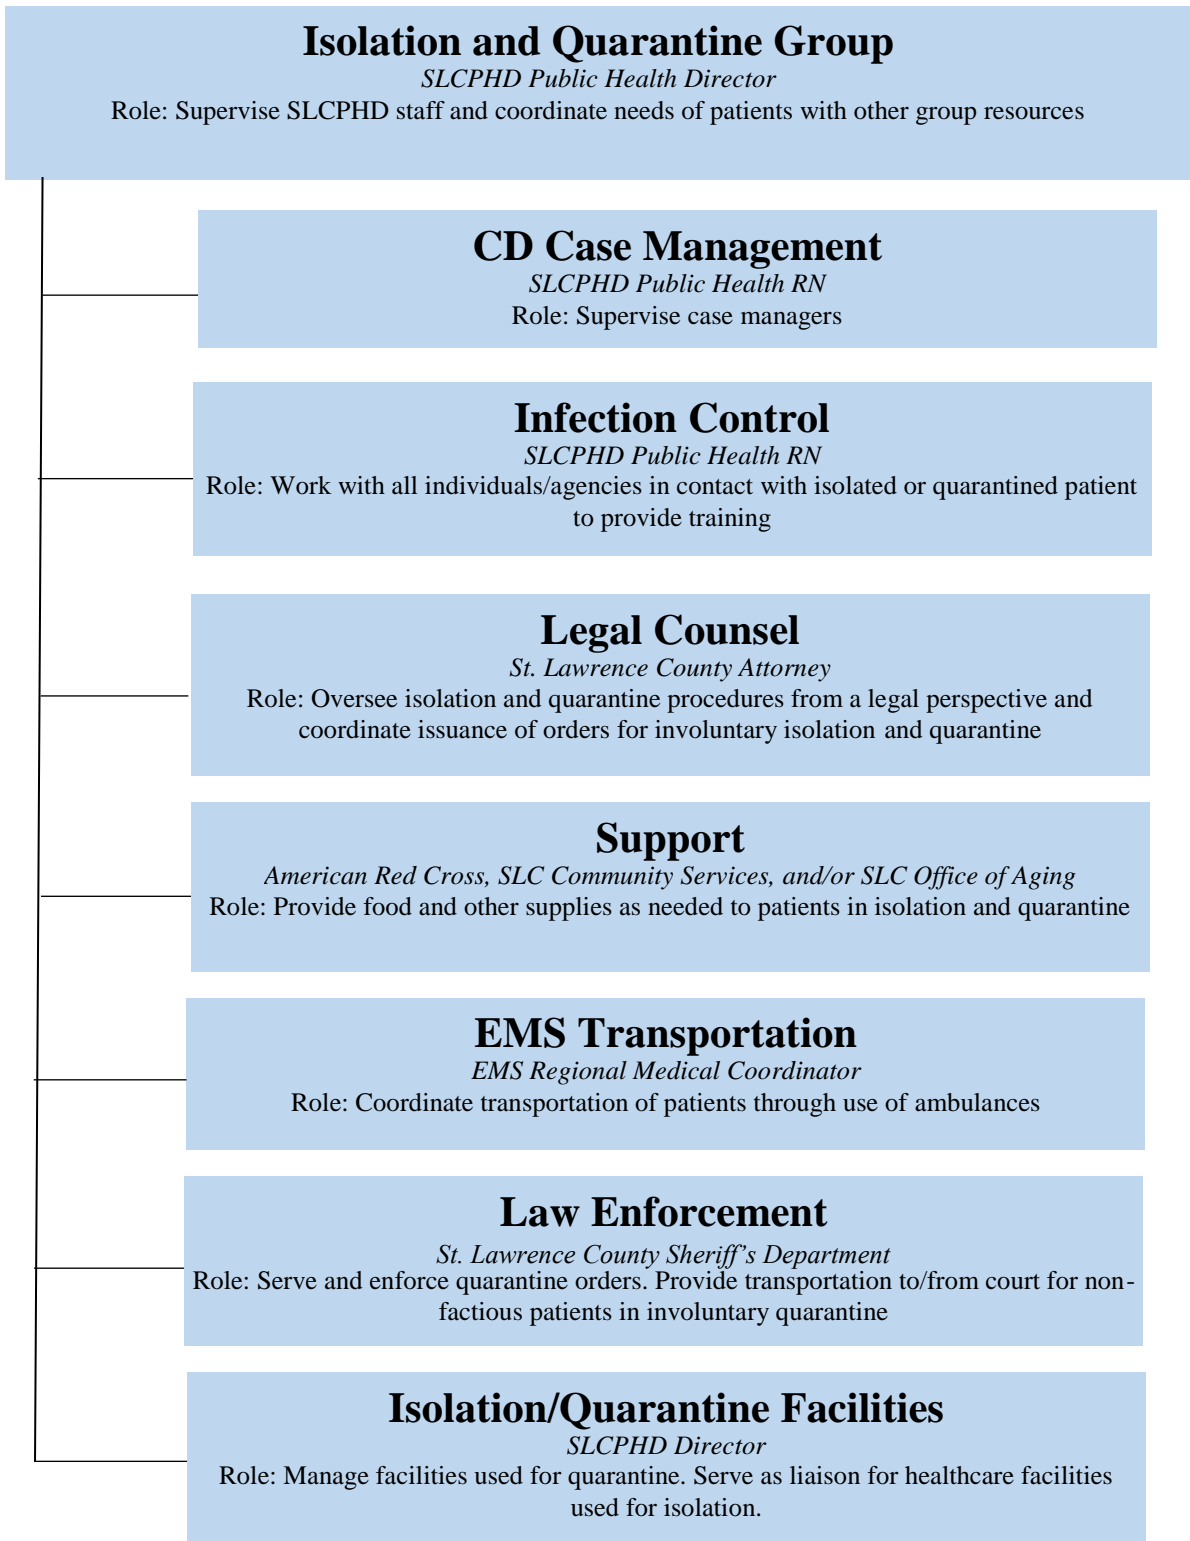 Isolation and Quarantine Group
SLCPHD Public Health Director
Role: Supervise SLCPHD staff and coordinate needs of patients with other group resources
CD Case Management
SLCPHD Public Health RN
Role: Supervise case managers
Infection Control
SLCPHD Public Health RN
Role: Work with all individuals/agencies in contact with isolated or quarantined patient
to provide training
Legal Counsel
St. Lawrence County Attorney
Role: Oversee isolation and quarantine procedures from a legal perspective and
coordinate issuance of orders for involuntary isolation and quarantine
Support
American Red Cross, SLC Community Services, and/or SLC Office of Aging
Role: Provide food and other supplies as needed to patients in isolation and quarantine
EMS Transportation
EMS Regional Medical Coordinator
Role: Coordinate transportation of patients through use of ambulances
Law Enforcement
St. Lawrence County Sheriff’s Department
Role: Serve and enforce quarantine orders. Provide transportation to/from court for non-
factious patients in involuntary quarantine
Isolation/Quarantine Facilities
SLCPHD Director
Role: Manage facilities used for quarantine. Serve as liaison for healthcare facilities
used for isolation.